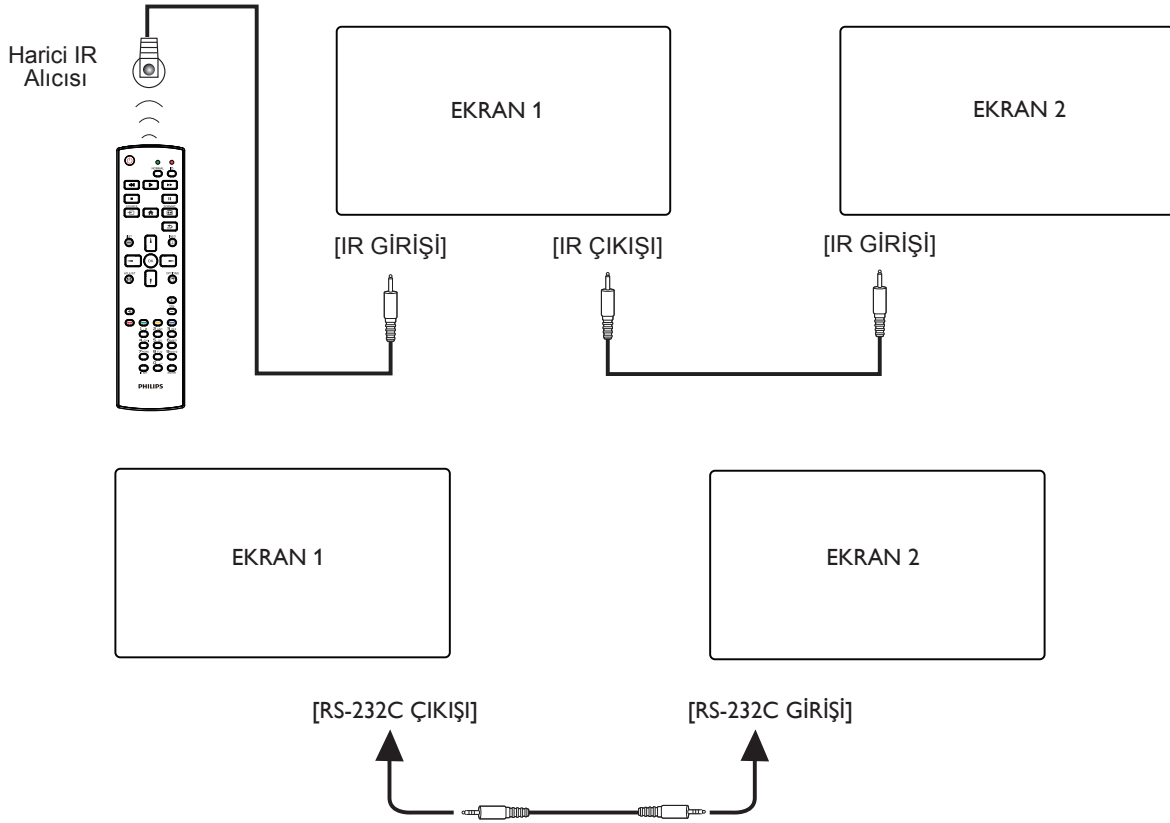 Harici IR
Alıcısı
EKRAN 1
EKRAN 2
[IR GİRİŞİ]
[IR ÇIKIŞI]
[IR GİRİŞİ]
PHILIPS
EKRAN 1
EKRAN 2
[RS-232C ÇIKIŞI]
[RS-232C GİRİŞİ]